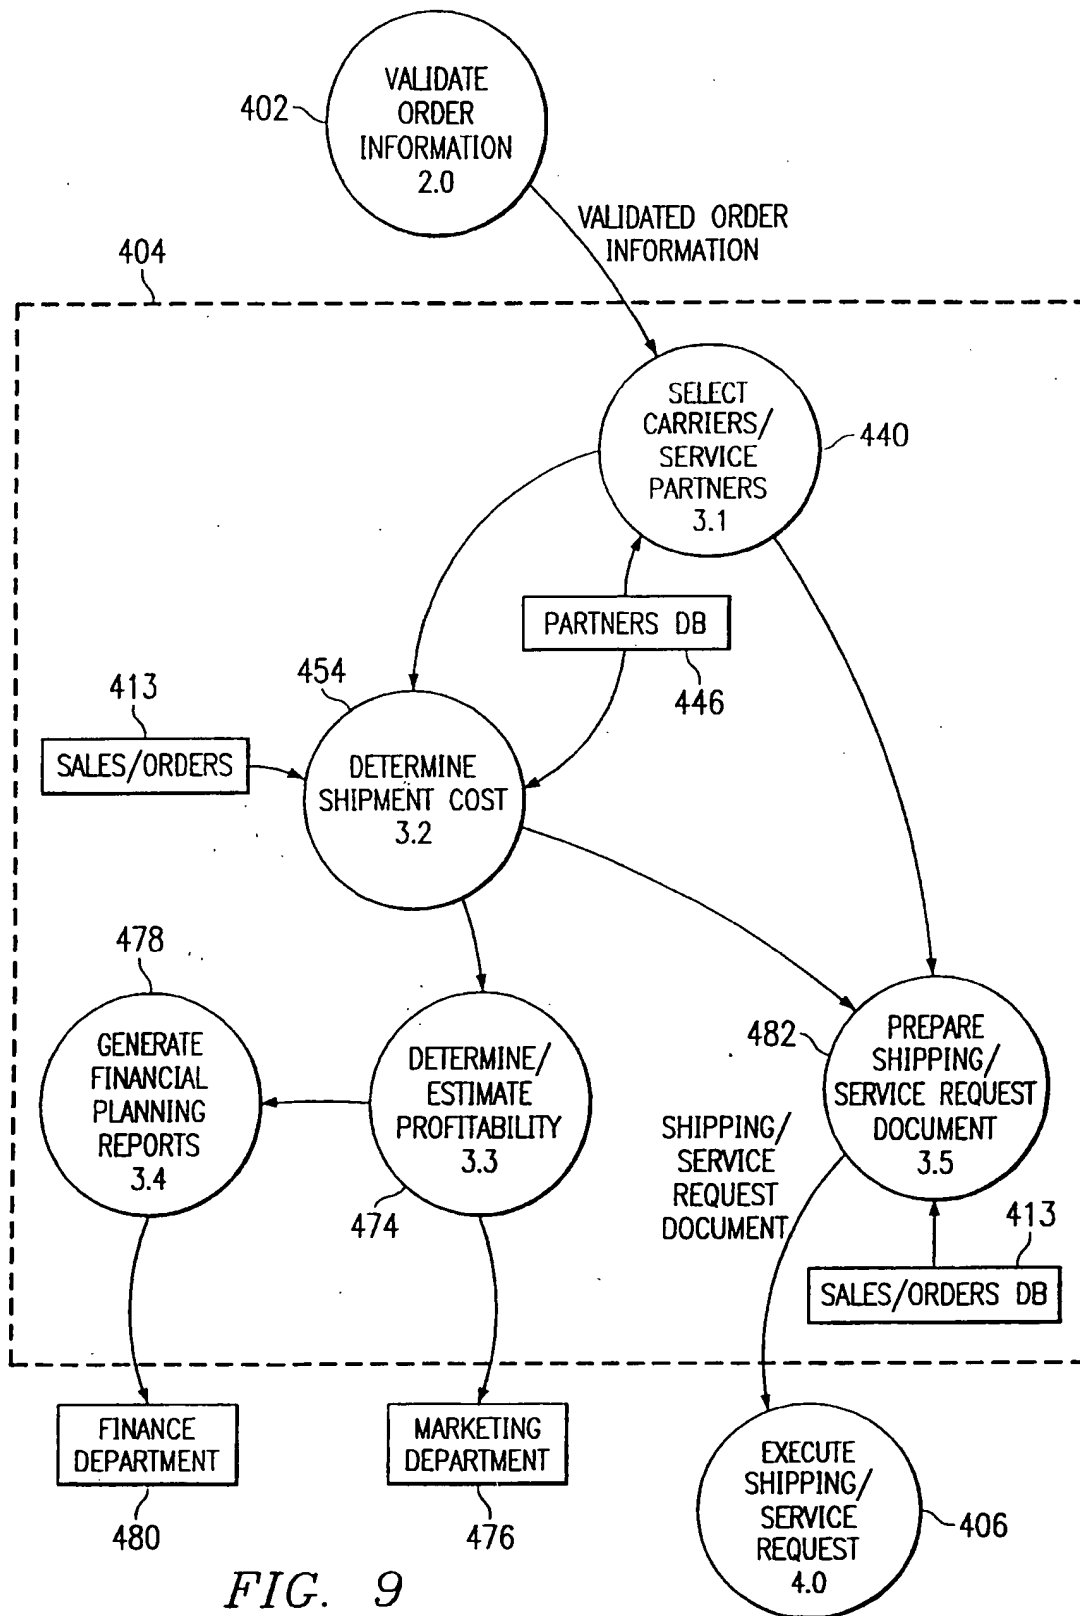 VALIDATE
ORDER
INFORMATION
2.0
402
VALIDATED ORDER
INFORMATION
404
SELECT
CARRIERS/
SERVICE
PARTNERS
3.1
440
PARTNERS DB
446
454
413
SALES/ORDERS
DETERMINE
SHIPMENT COST
3.2
478
GENERATE
FINANCIAL
PLANNING
REPORTS
3.4
DETERMINE/
ESTIMATE
PROFITABILITY
3.3
474
482
PREPARE
SHIPPING/
SERVICE REQUEST
DOCUMENT
3.5
SHIPPING/
SERVICE
REQUEST
DOCUMENT
413
SALES/ORDERS DB
FINANCE
DEPARTMENT
480
MARKETING
DEPARTMENT
476
EXECUTE
SHIPPING/
SERVICE
REQUEST
4.0
406
FIG. 9